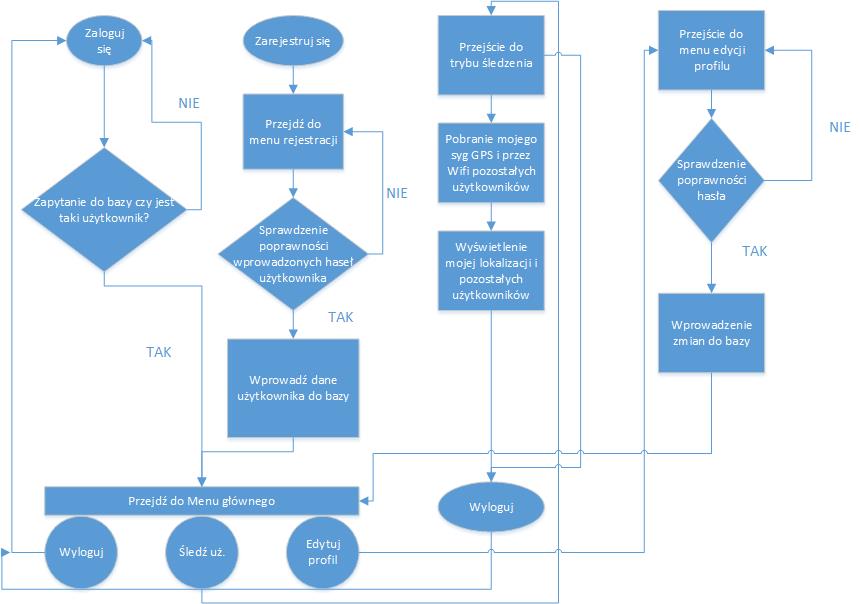 Zaloguj
się
NIE
Zapytanie do bazy czy jest
taki użytkownik?
TAK
Zarejestruj się
Przejdź do
menu rejestracji
NIE
Sprawdzenie
poprawności
wprowadzonych haseł
użytkownika
TAK
Wprowadź dane
użytkownika do bazy
Przejdź do Menu głównego
Wyloguj
Śledź uż.
Edytuj
profil
Przejście do
trybu śledzenia
Pobranie mojego
syg GPS i przez
Wifi pozostałych
użytkowników
Wyświetlenie
mojej lokalizacji i
pozostałych
użytkowników
Wyloguj
Przejście do
menu edycji
profilu
NIE
Sprawdzenie
poprawności
hasła
TAK
Wprowadzenie
zmian do bazy